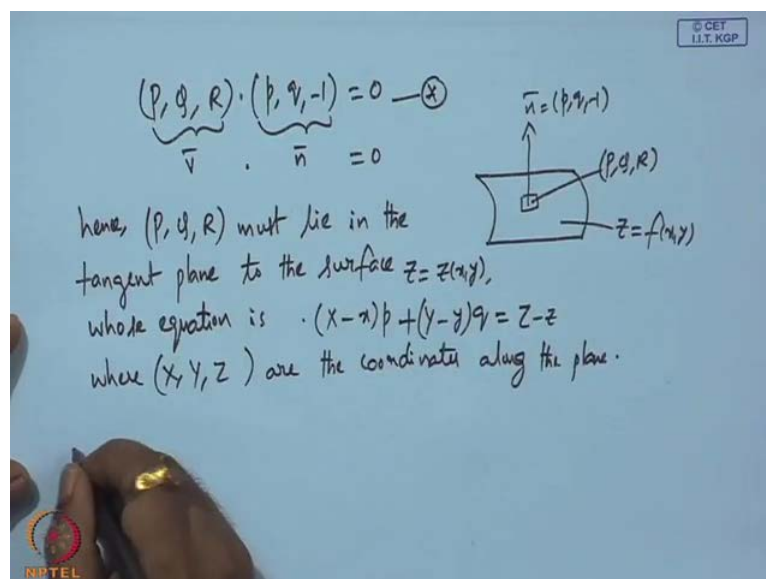 © CET
I.I.T. KGP
(P, Q, R) · (p, q, -1) = 0 — (*)
v̄ . n̄ = 0
n̄ = (p, q, -1)
(P, Q, R)
z = f(x, y)
hence, (P, Q, R) must lie in the
tangent plane to the surface z = z(x, y),
whose equation is . (X-x)p + (Y-y)q = Z-z
where (X, Y, Z) are the coordinates along the plane.
NPTEL